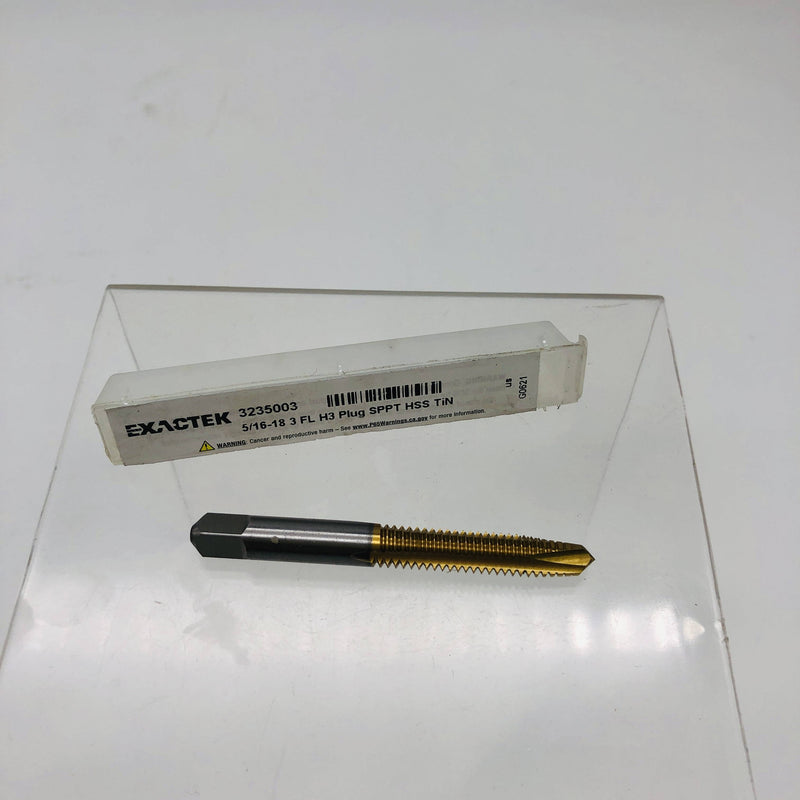 EXACTEK 3235003
5/16-18 3 FL H3 Plug SPPT HSS TiN
WARNING: Cancer and reproductive harm – See www.P65Warnings.ca.gov for more information.
US
G0621